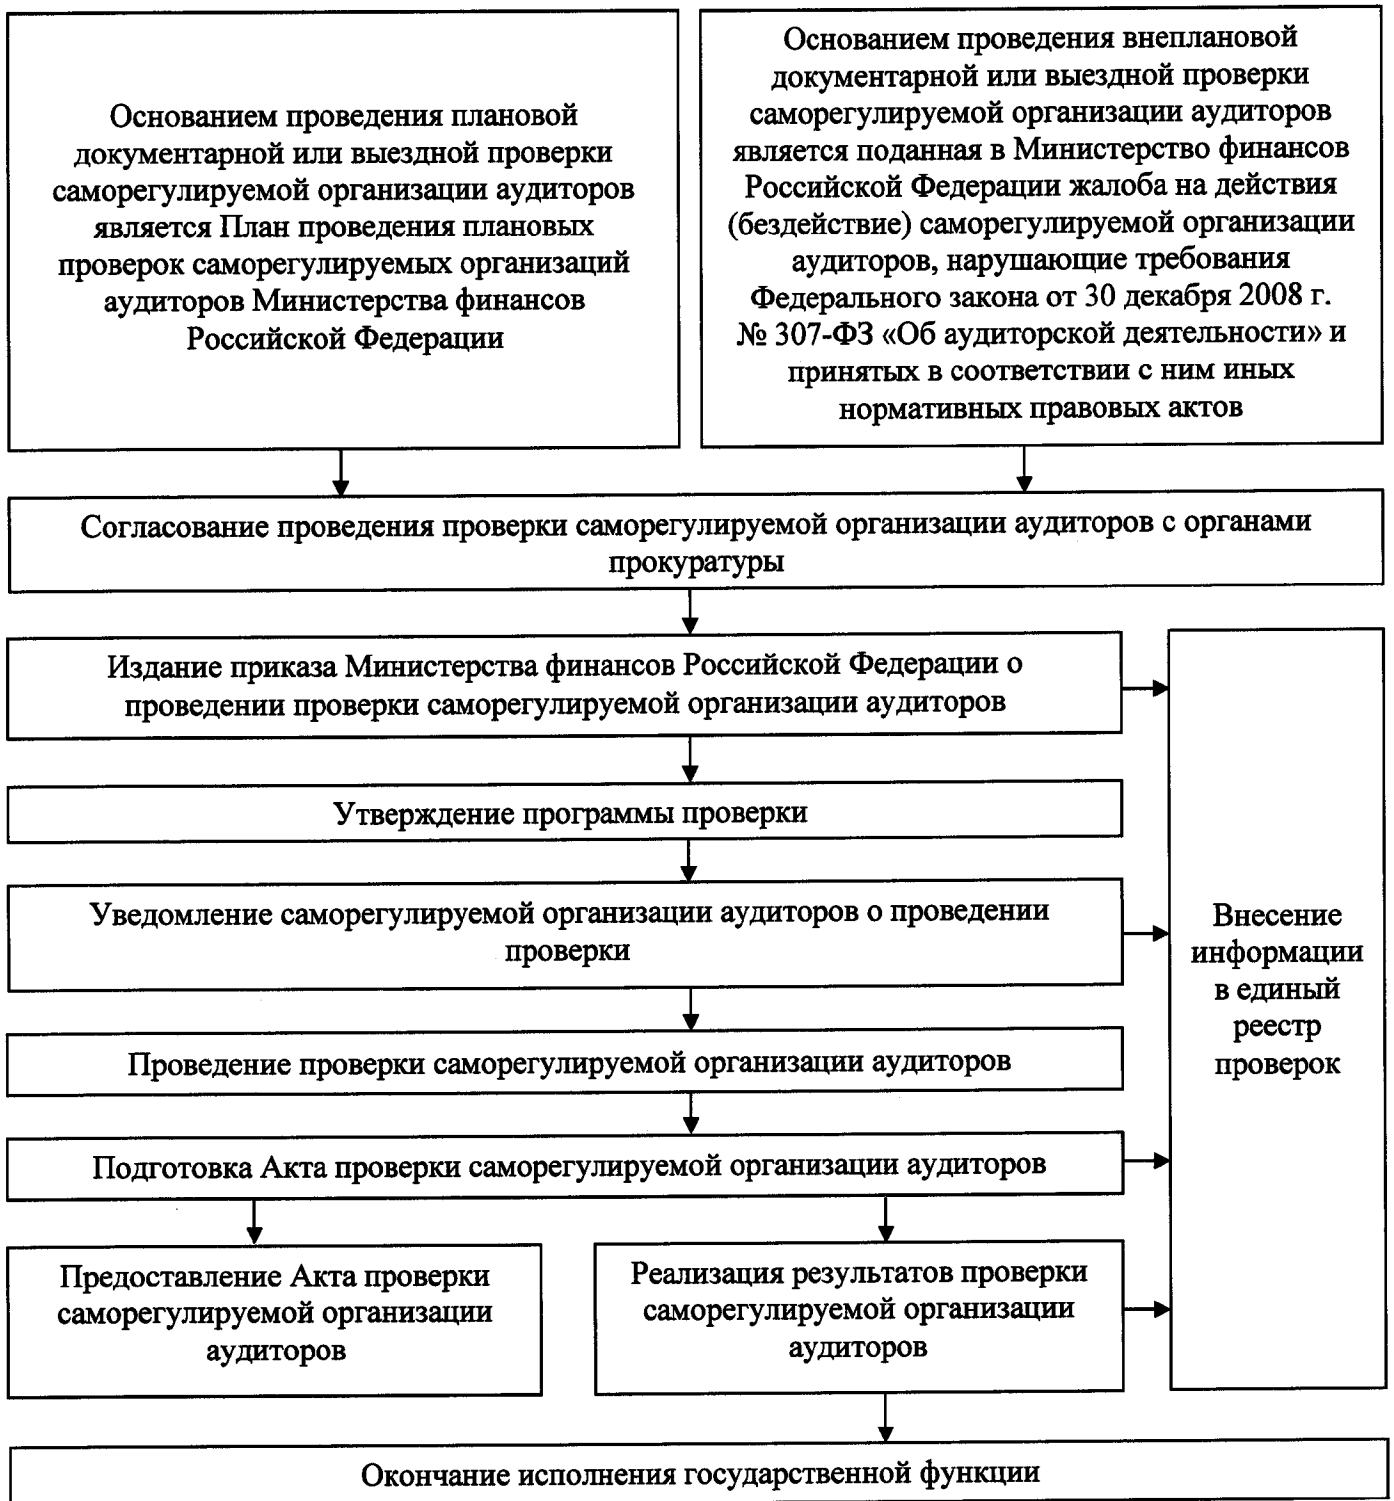 Основанием проведения плановой
документарной или выездной проверки
саморегулируемой организации аудиторов
является План проведения плановых
проверок саморегулируемых организаций
аудиторов Министерства финансов
Российской Федерации
Основанием проведения внеплановой
документарной или выездной проверки
саморегулируемой организации аудиторов
является поданная в Министерство финансов
Российской Федерации жалоба на действия
(бездействие) саморегулируемой организации
аудиторов, нарушающие требования
Федерального закона от 30 декабря 2008 г.
№ 307-ФЗ «Об аудиторской деятельности» и
принятых в соответствии с ним иных
нормативных правовых актов
Согласование проведения проверки саморегулируемой организации аудиторов с органами
прокуратуры
Издание приказа Министерства финансов Российской Федерации о
проведении проверки саморегулируемой организации аудиторов
Утверждение программы проверки
Уведомление саморегулируемой организации аудиторов о проведении
проверки
Проведение проверки саморегулируемой организации аудиторов
Подготовка Акта проверки саморегулируемой организации аудиторов
Предоставление Акта проверки
саморегулируемой организации
аудиторов
Реализация результатов проверки
саморегулируемой организации
аудиторов
Внесение
информации
в единый
реестр
проверок
Окончание исполнения государственной функции